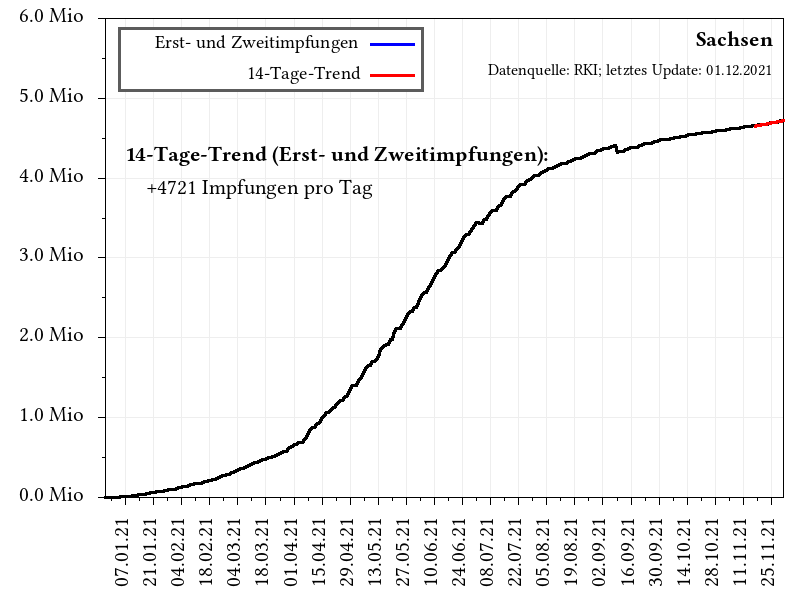 6.0 Mio
5.0 Mio
4.0 Mio
3.0 Mio
2.0 Mio
1.0 Mio
0.0 Mio
Erst- und Zweitimpfungen
14-Tage-Trend
Sachsen
Datenquelle: RKI; letztes Update: 01.12.2021
14-Tage-Trend (Erst- und Zweitimpfungen):
+4721 Impfungen pro Tag
07.01.21
21.01.21
04.02.21
18.02.21
04.03.21
18.03.21
01.04.21
15.04.21
29.04.21
13.05.21
27.05.21
10.06.21
24.06.21
08.07.21
22.07.21
05.08.21
19.08.21
02.09.21
16.09.21
30.09.21
14.10.21
28.10.21
11.11.21
25.11.21